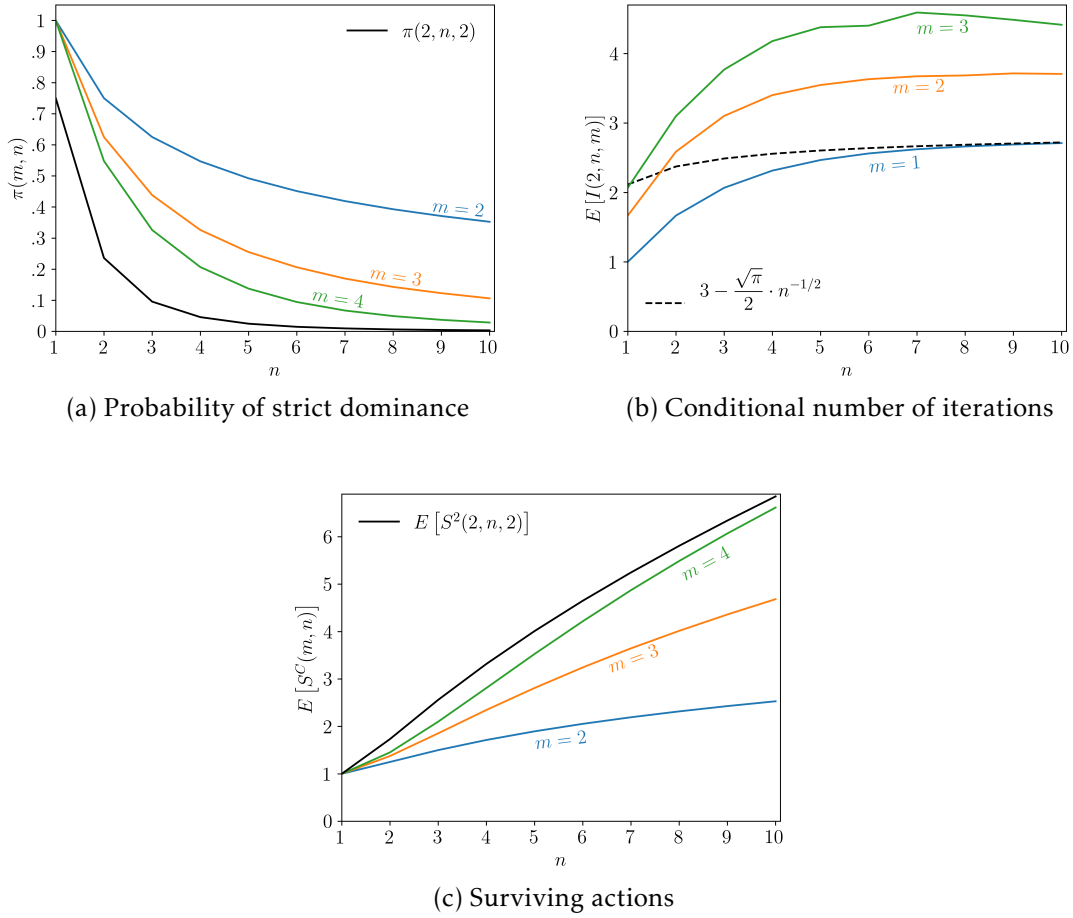 1
.9
.8
.7
.6
.5
.4
.3
.2
.1
0
π(m, n)
π(2, n, 2)
m = 2
m = 3
m = 4
1 2 3 4 5 6 7 8 9 10
n
(a) Probability of strict dominance
4
3
2
1
0
E [I(2, n, m)]
m = 3
m = 2
m = 1
3 − √π/2 · n^{−1/2}
1 2 3 4 5 6 7 8 9 10
n
(b) Conditional number of iterations
6
5
4
3
2
1
0
E [S^C(m, n)]
E [S^2(2, n, 2)]
m = 4
m = 3
m = 2
1 2 3 4 5 6 7 8 9 10
n
(c) Surviving actions